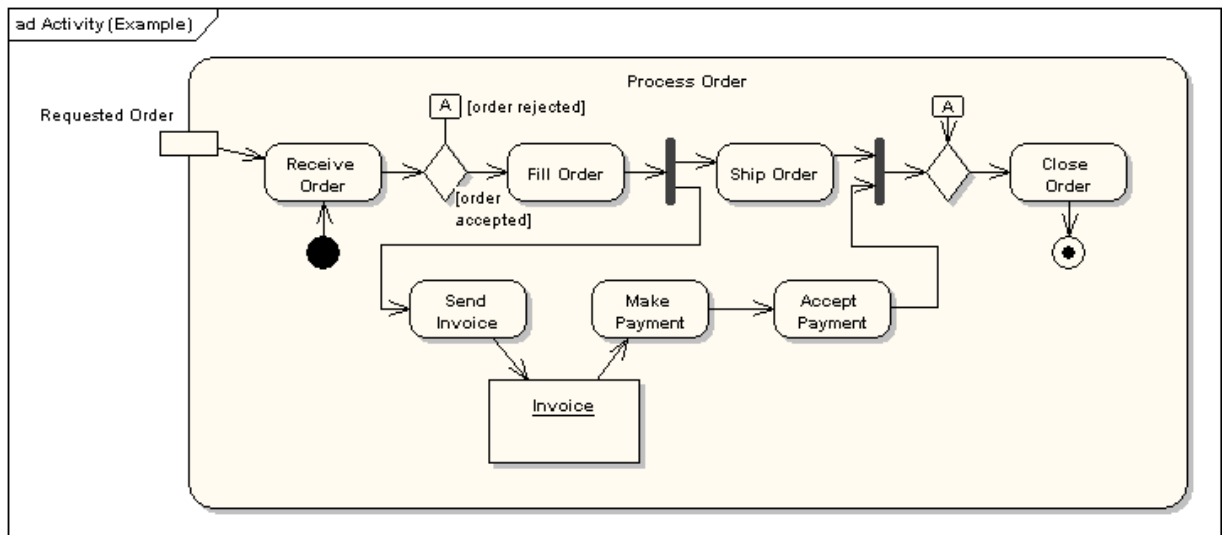 ad Activity (Example)
Process Order
Requested Order
A
[order rejected]
A
Receive
Order
Fill Order
Ship Order
Close
Order
[order
accepted]
Send
Invoice
Make
Payment
Accept
Payment
Invoice